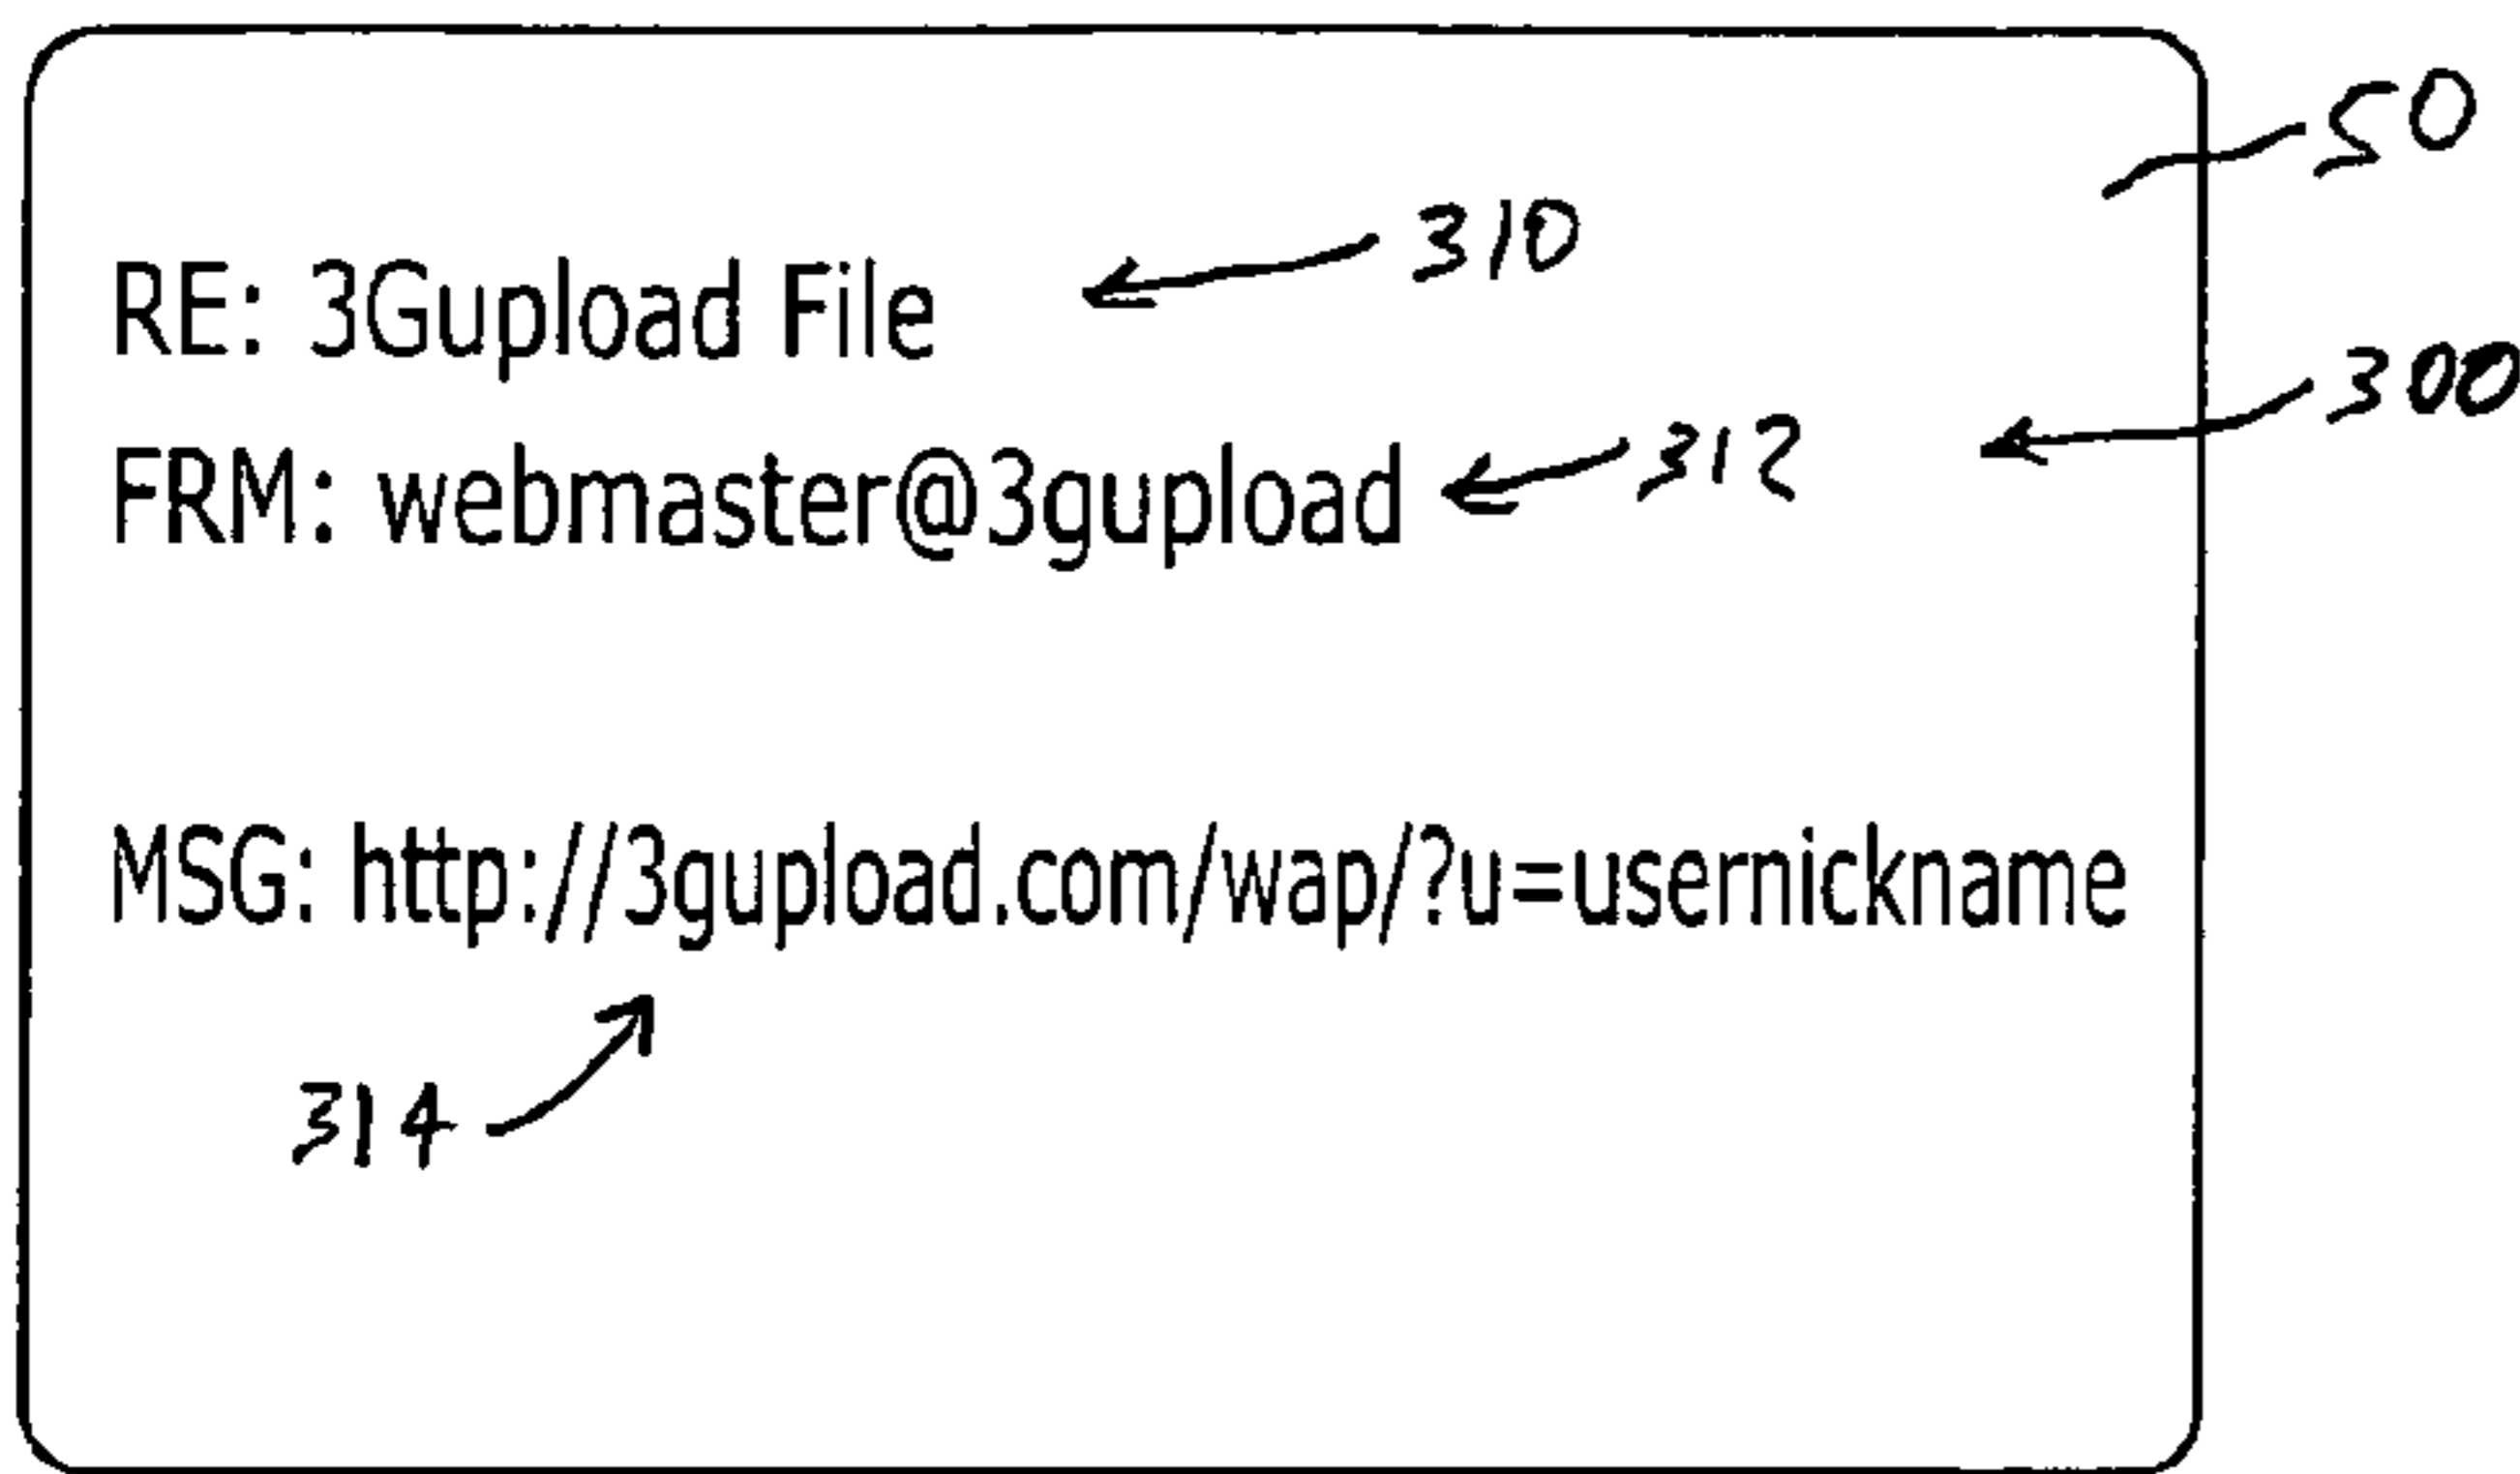 50
RE: 3Gupload File 310
300
FRM: webmaster@3gupload 312
MSG: http://3gupload.com/wap/?u=usernickname
314